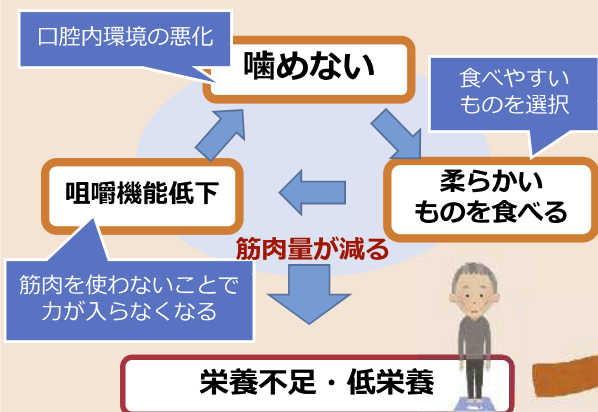 口腔内環境の悪化
噛めない
食べやすい
ものを選択
咀嚼機能低下
柔らかい
ものを食べる
筋肉量が減る
筋肉を使わないことで
力が入らなくなる
栄養不足・低栄養